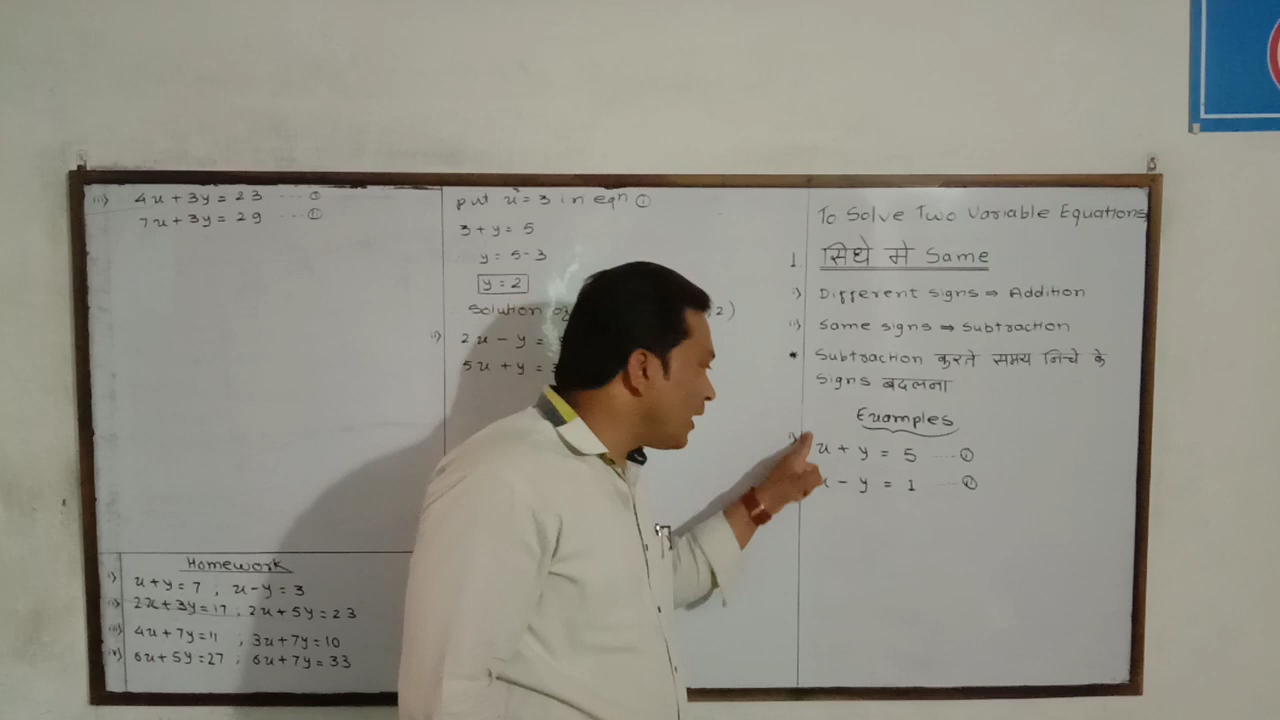 iii) 4x + 3y = 23 ---- ①
7x + 3y = 29 ---- ⑪
Homework
i) x + y = 7 ; x - y = 3
ii) 2x + 3y = 17 ; 2x + 5y = 23
iii) 4x + 7y = 11 ; 3x + 7y = 10
iv) 6x + 5y = 27 ; 6x + 7y = 33
put x = 3 in eqn ①
3 + y = 5
y = 5 - 3
y = 2
Solution of 2)
ii) 2x - y =
5x + y =
To Solve Two Variable Equations
1. सिधे मे Same
i) Different signs ⇒ Addition
ii) Same signs ⇒ Subtraction
* Subtraction करते समय निचे के
signs बदलना
Examples
i) x + y = 5 ---- ①
x - y = 1 ---- ⑪